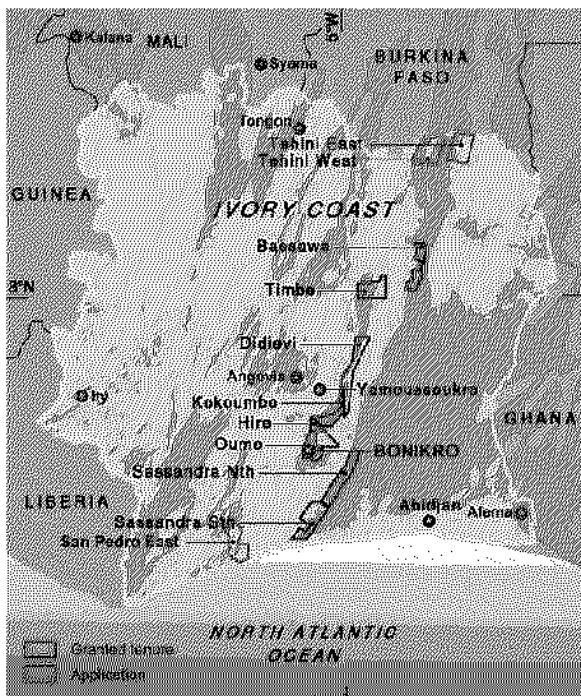 Kalana
MALI
M-9
Syama
BURKINA
FASO
Tongon
Tehini East
Tehini West
GUINEA
IVORY COAST
Bassawa
8°N
Timbo
Didievi
Angovia
Yamoussoukro
Ity
Kokoumbo
Hire
GHANA
Oumo
BONIKRO
Sassandra Nth
LIBERIA
Abidjan
Sassandra Sth
San Pedro East
NORTH ATLANTIC
OCEAN
Granted tenure
Application